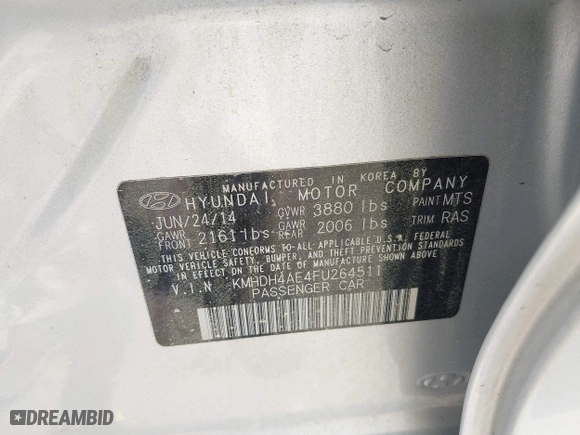 MANUFACTURED IN KOREA BY
HYUNDAI MOTOR COMPANY
JUN/24/14 GVWR 3880 lbs PAINT MTS
GAWR FRONT 2161 lbs GAWR REAR 2006 lbs TRIM RAS
THIS VEHICLE CONFORMS TO ALL APPLICABLE U.S. FEDERAL
MOTOR VEHICLE SAFETY, BUMPER, AND THEFT PREVENTION STANDARDS
IN EFFECT ON THE DATE OF MANUFACTURE SHOWN ABOVE.
V.I.N KMHDH4AE4FU264511
PASSENGER CAR
DREAMBID